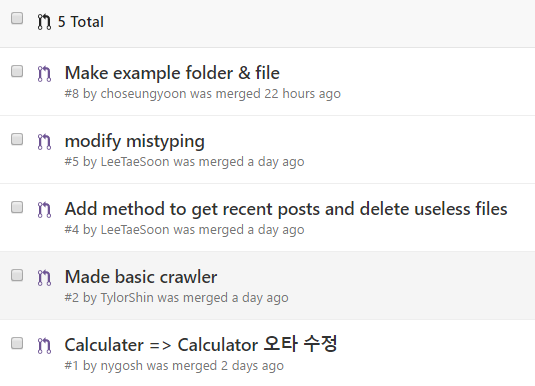 5 Total
Make example folder & file
#8 by choseungyoon was merged 22 hours ago
modify mistyping
#5 by LeeTaeSoon was merged a day ago
Add method to get recent posts and delete useless files
#4 by LeeTaeSoon was merged a day ago
Made basic crawler
#2 by TylorShin was merged a day ago
Calculater => Calculator 오타 수정
#1 by nygosh was merged 2 days ago